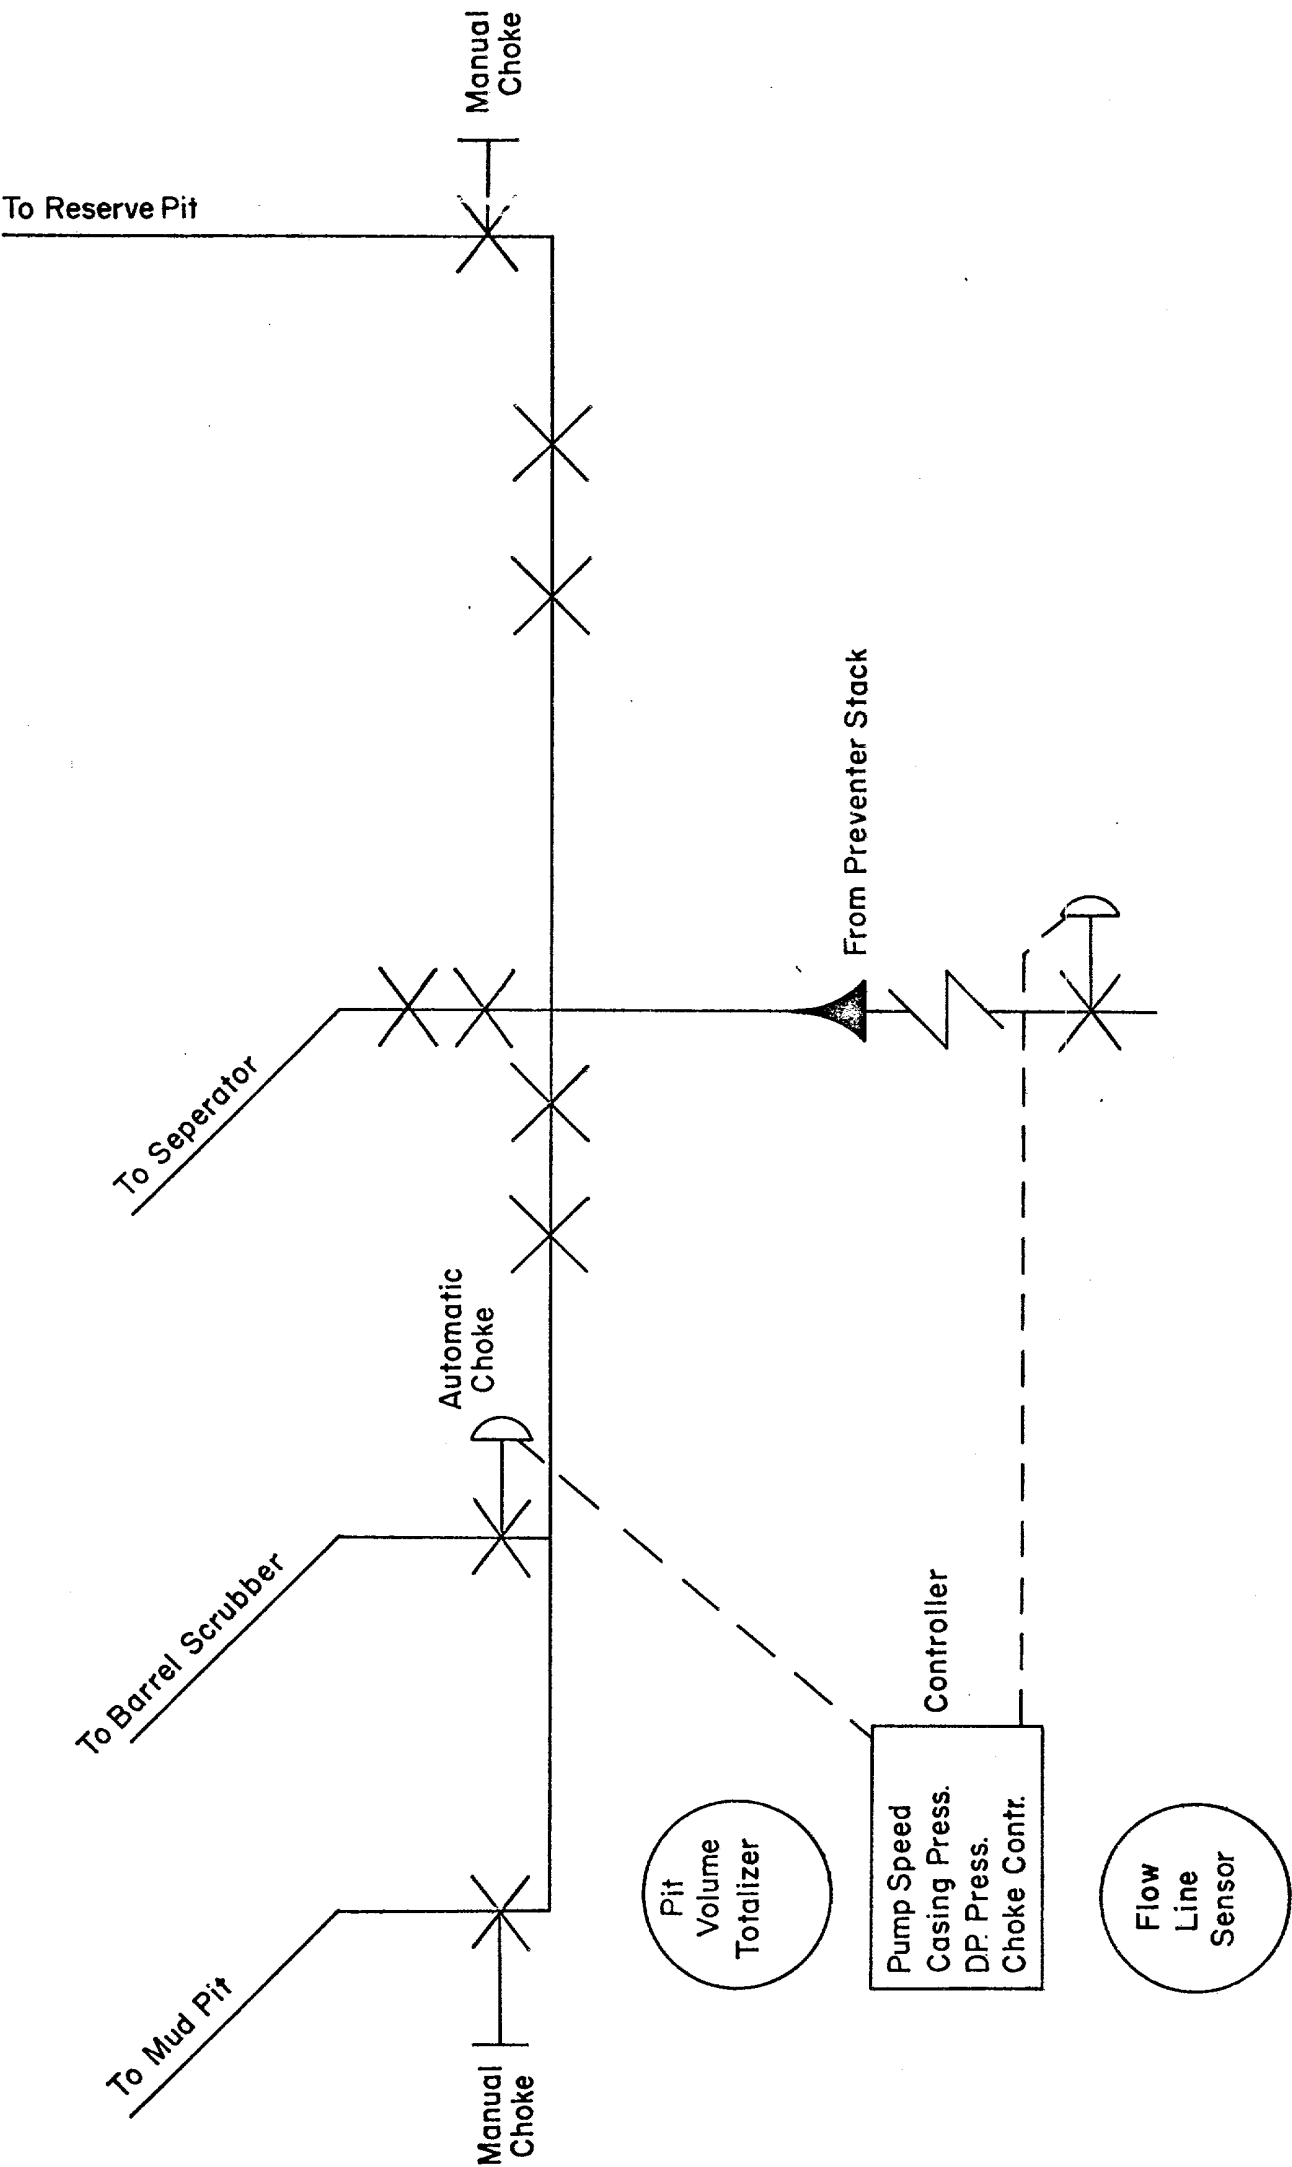 To Mud Pit
Manual
Choke
To Barrel Scrubber
Automatic
Choke
To Seperator
To Reserve Pit
Manual
Choke
From Preventer Stack
Pit
Volume
Totalizer
Controller
Pump Speed
Casing Press.
D.P. Press.
Choke Contr.
Flow
Line
Sensor